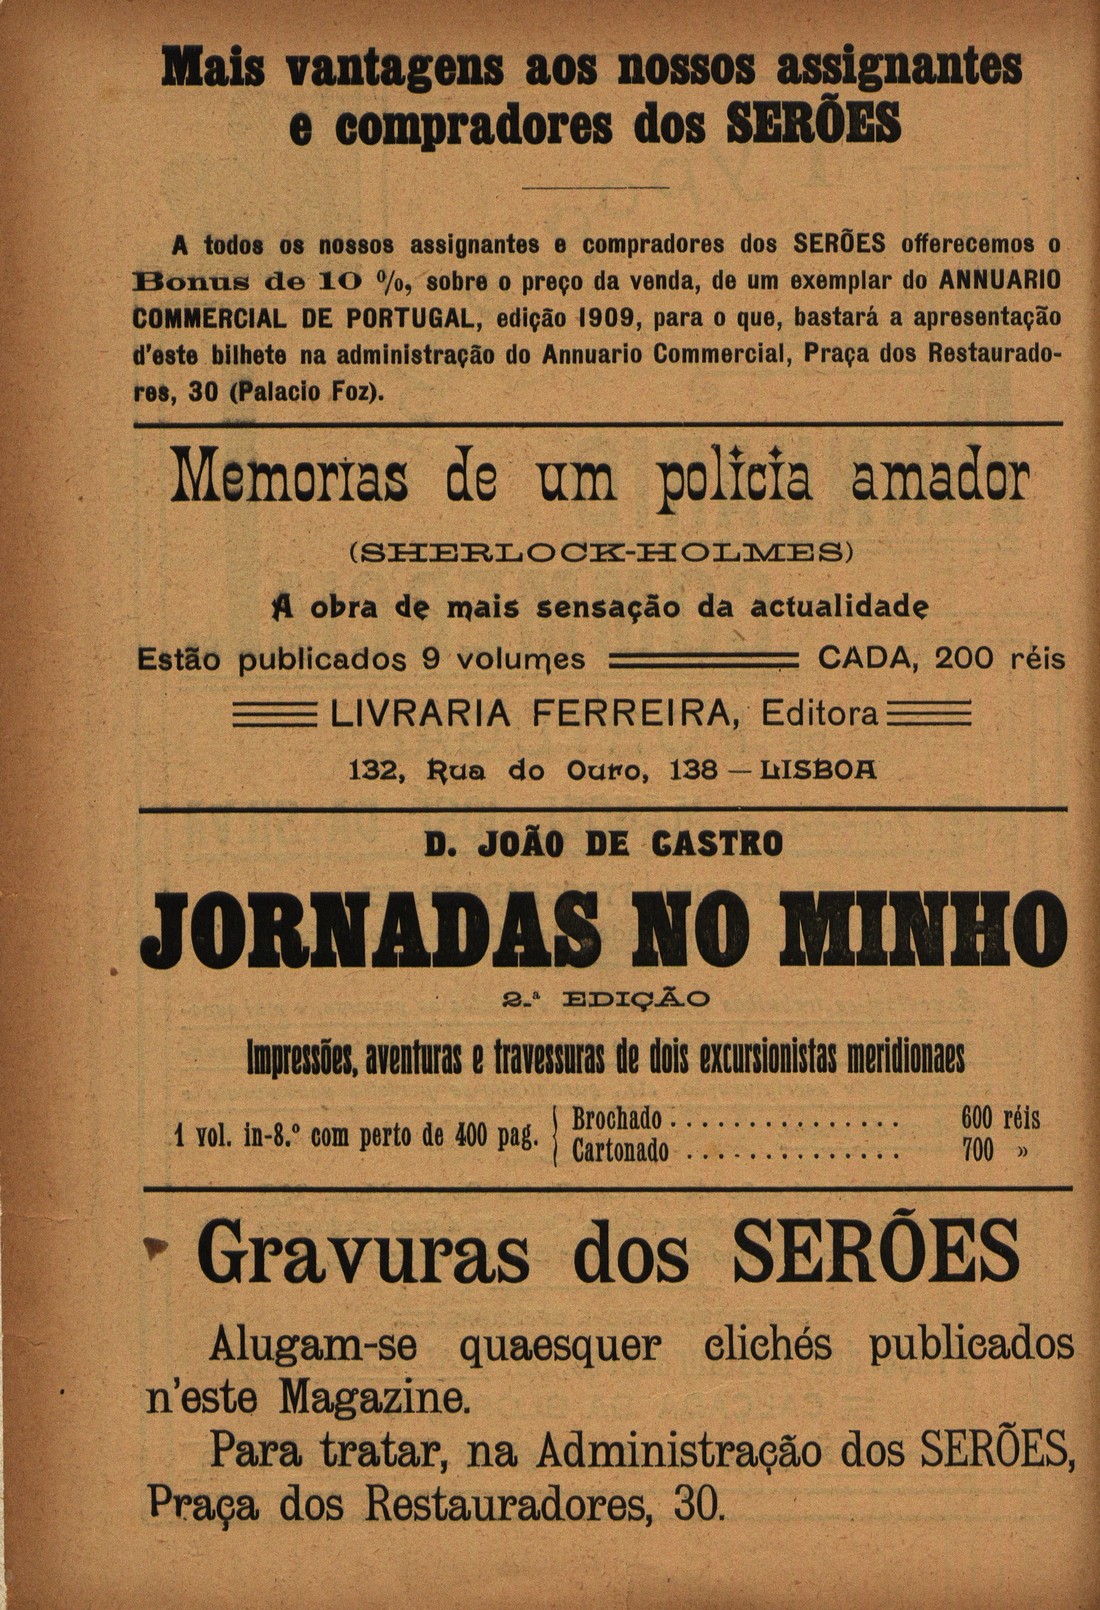 Mais vantagens aos nossos assignantes
e compradores dos SERÕES
A todos os nossos assignantes e compradores dos SERÕES offerecemos o
Bonus de 10 %, sobre o preço da venda, de um exemplar do ANNUARIO
COMMERCIAL DE PORTUGAL, edição 1909, para o que, bastará a apresentação
d'este bilhete na administração do Annuario Commercial, Praça dos Restaurado-
res, 30 (Palacio Foz).
Memorias de um policia amador
(SHERLOCK-HOLMES)
A obra de mais sensação da actualidade
Estão publicados 9 volumes CADA, 200 réis
LIVRARIA FERREIRA, Editora
132, Rua do Ouro, 138 — LISBOA
D. JOÃO DE CASTRO
JORNADAS NO MINHO
2.ª EDIÇÃO
Impressões, aventuras e travessuras de dois excursionistas meridionaes
1 vol. in-8.º com perto de 400 pag. { Brochado . . . . . . . . . . . . . . . 600 réis
Cartonado . . . . . . . . . . . . . . 700 »
Gravuras dos SERÕES
Alugam-se quaesquer clichés publicados
n'este Magazine.
Para tratar, na Administração dos SERÕES,
Praça dos Restauradores, 30.